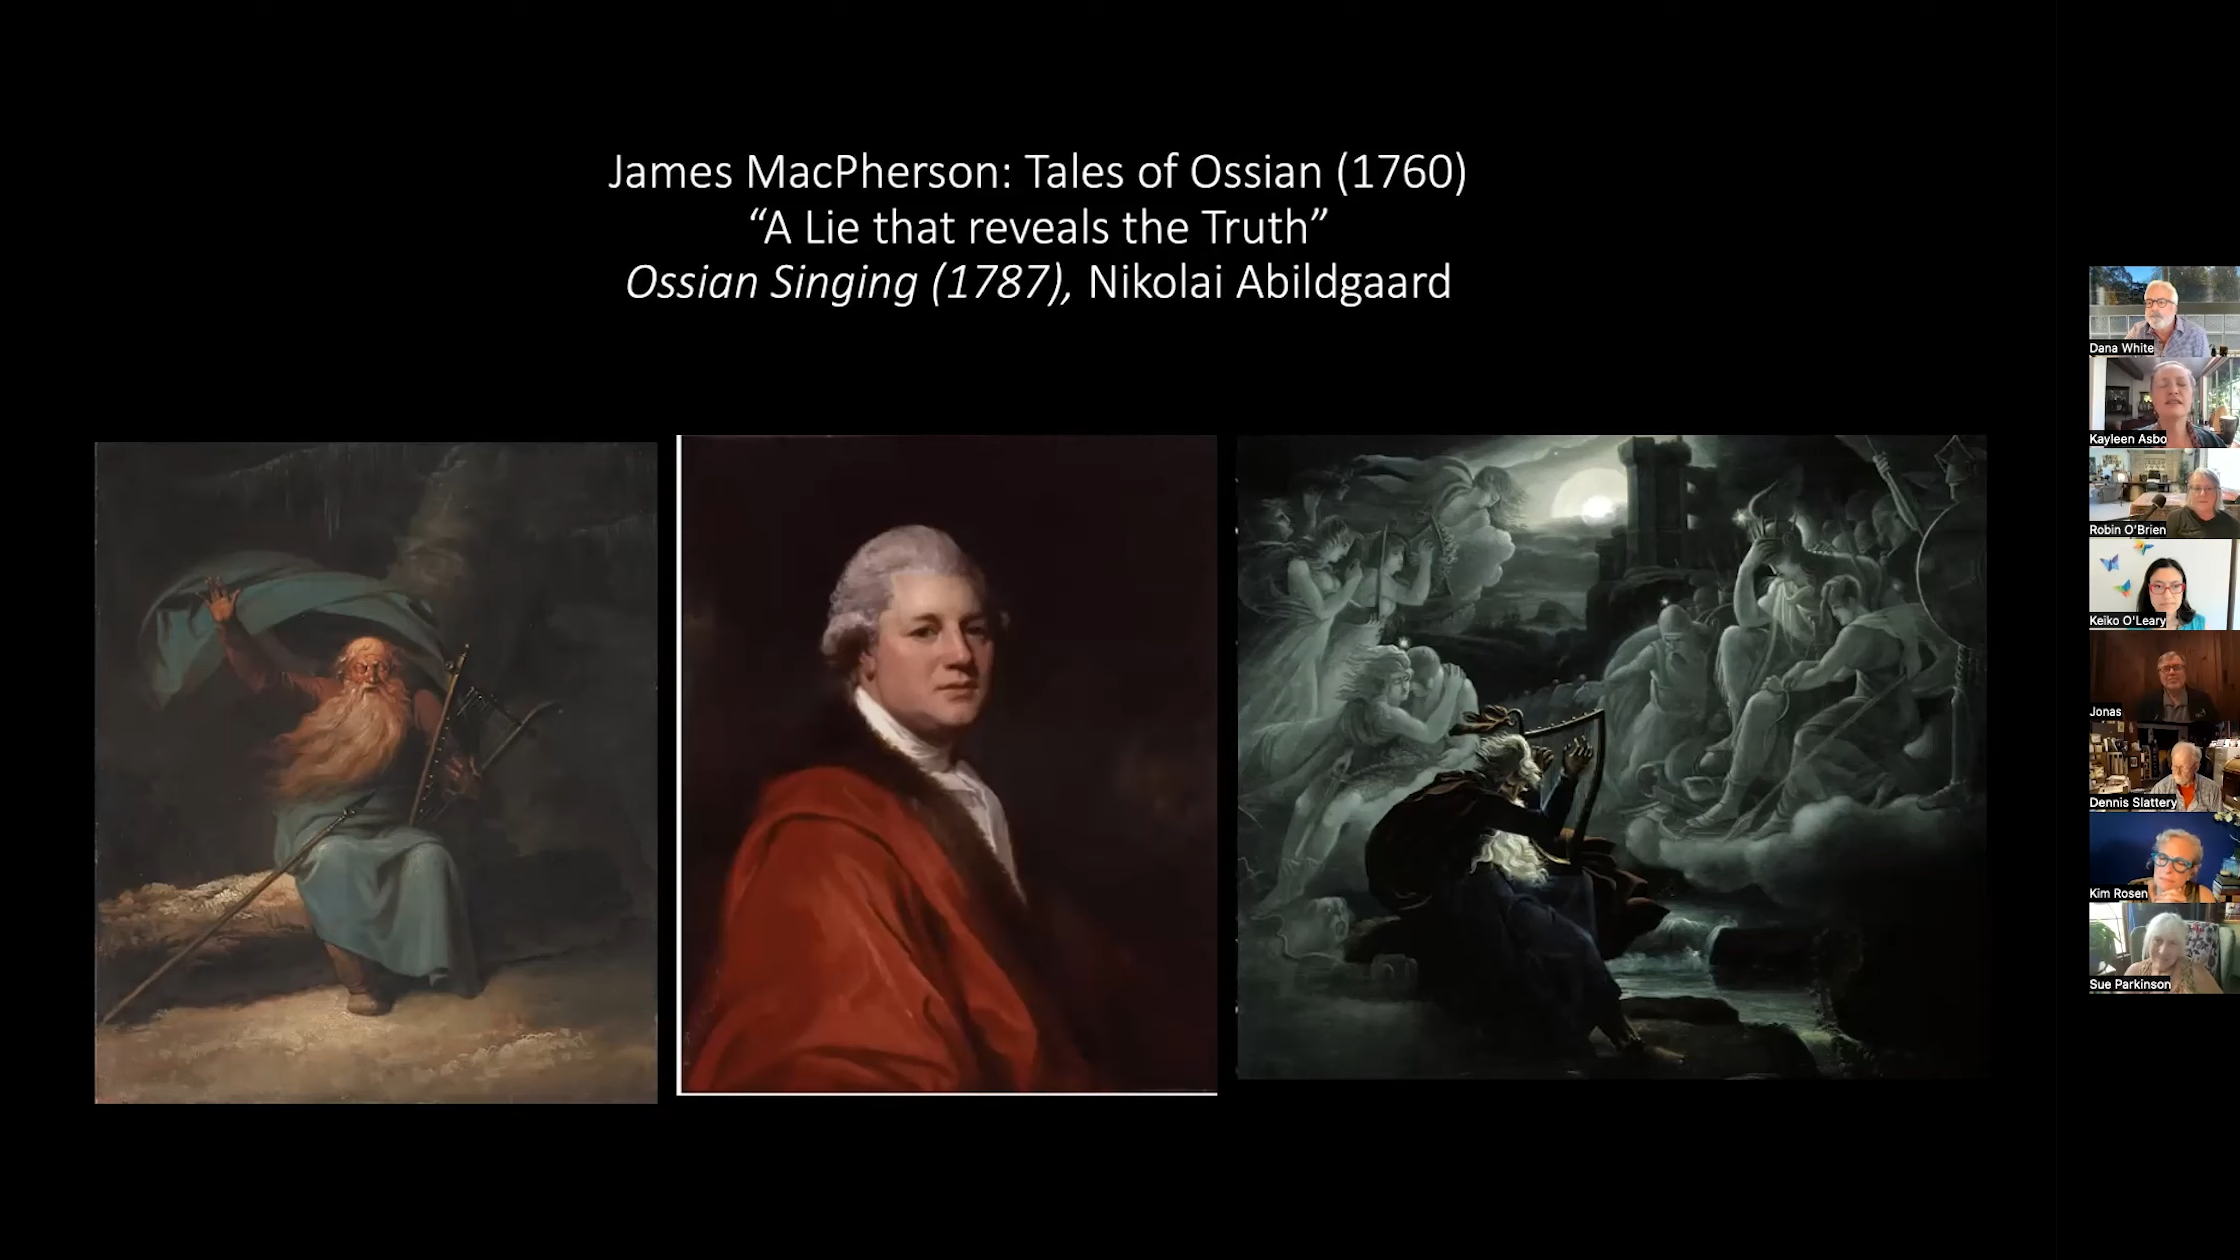 James MacPherson: Tales of Ossian (1760)
“A Lie that reveals the Truth”
Ossian Singing (1787), Nikolai Abildgaard
Dana White
Kayleen Asbo
Robin O'Brien
Keiko O'Leary
Jonas
Dennis Slattery
Kim Rosen
Sue Parkinson